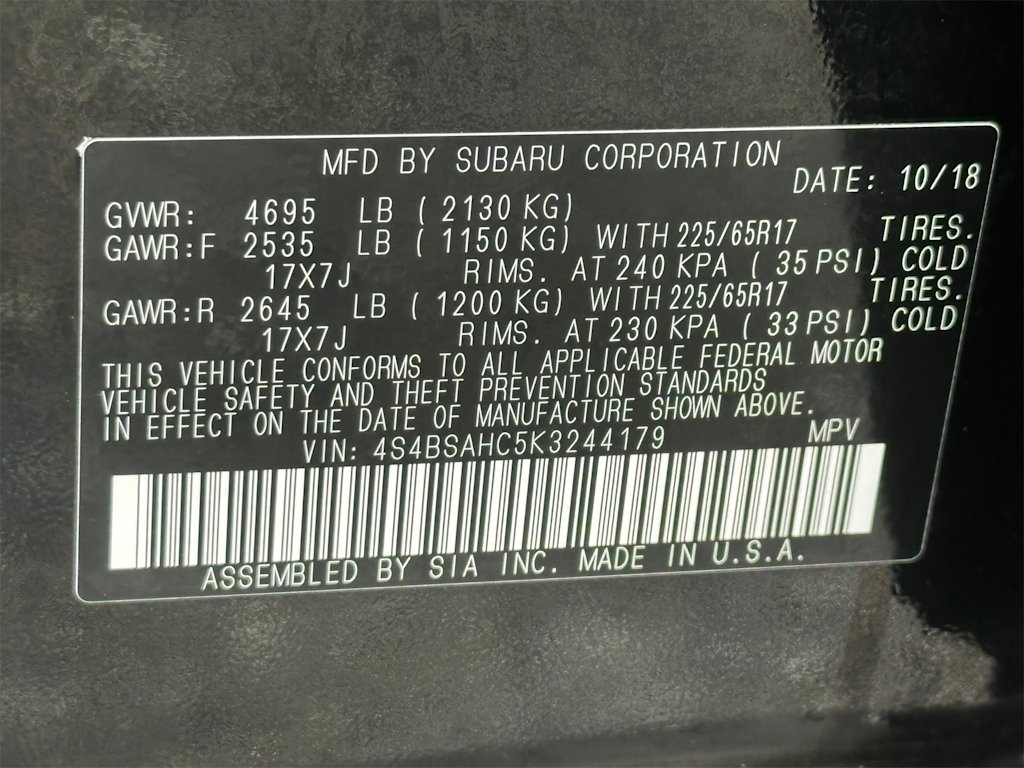 MFD BY SUBARU CORPORATION
DATE: 10/18
GVWR: 4695 LB ( 2130 KG)
GAWR:F 2535 LB ( 1150 KG) WITH 225/65R17 TIRES.
17X7J RIMS. AT 240 KPA ( 35 PSI) COLD
GAWR:R 2645 LB ( 1200 KG) WITH 225/65R17 TIRES.
17X7J RIMS. AT 230 KPA ( 33 PSI) COLD
THIS VEHICLE CONFORMS TO ALL APPLICABLE FEDERAL MOTOR
VEHICLE SAFETY AND THEFT PREVENTION STANDARDS
IN EFFECT ON THE DATE OF MANUFACTURE SHOWN ABOVE.
VIN: 4S4BSAHC5K3244179 MPV
ASSEMBLED BY SIA INC. MADE IN U.S.A.